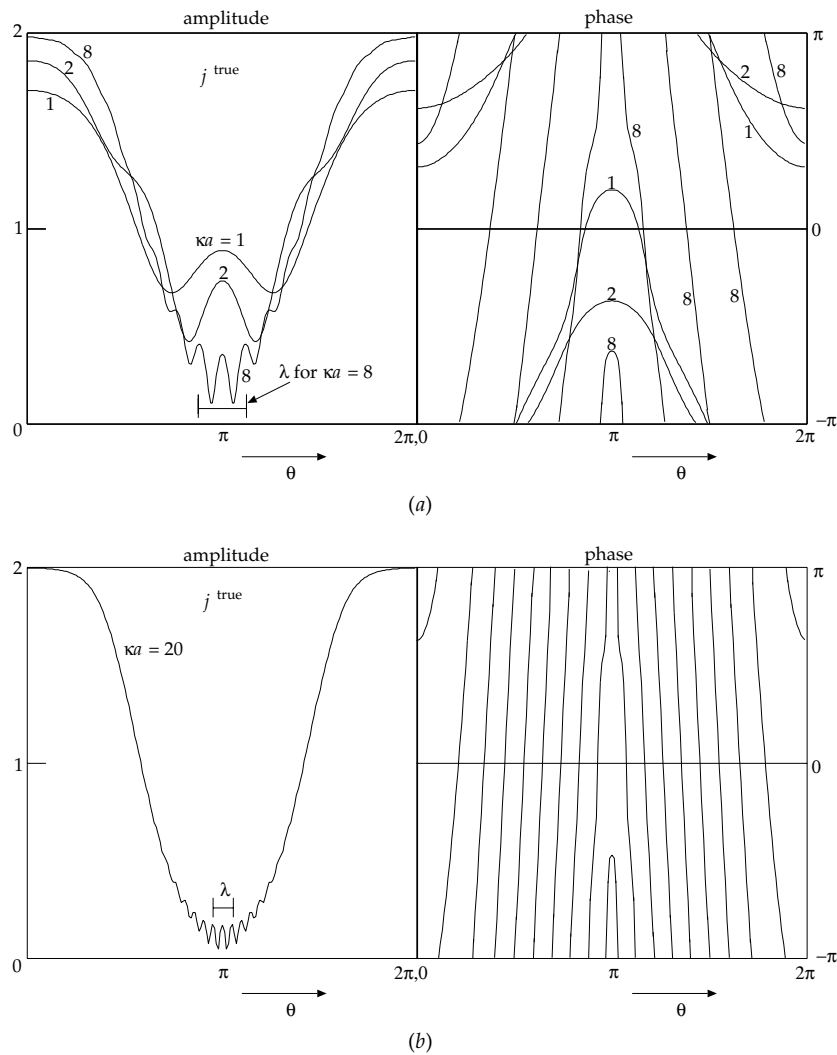 amplitude phase
2 π
8 2 8
2 j true
1 1
8
1
κa = 1
1 0
2 2
8 8
8
8 λ for κa = 8
0 π 2π,0 π 2π −π
θ θ
(a)
amplitude phase
2 π
j true
κa = 20
1 0
λ
0 π 2π,0 π 2π −π
θ θ
(b)